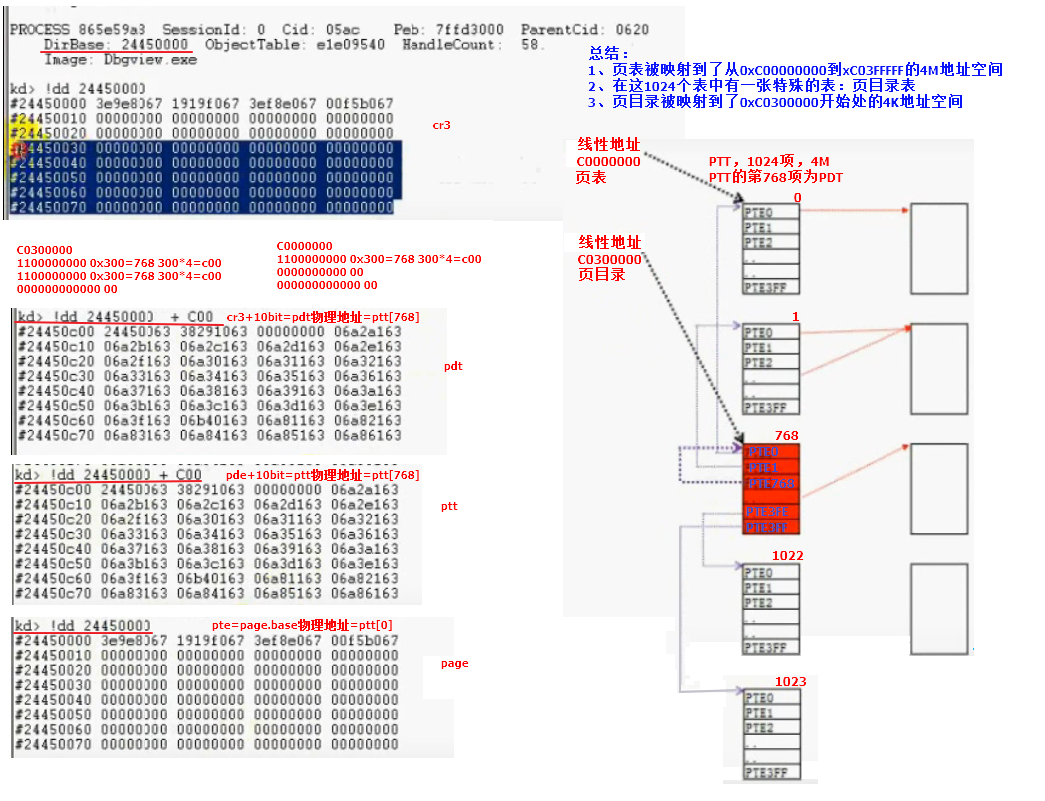 PROCESS 865e59a8 SessionId: 0 Cid: 05ac Peb: 7ffd3000 ParentCid: 0620
DirBase: 24450000 ObjectTable: e1e09540 HandleCount: 58.
Image: Dbgview.exe
kd> !dd 24450000
#24450000 3e9e8067 1919f067 3ef8e067 00f5b067
#24450010 00000000 00000000 00000000 00000000
#24450020 00000000 00000000 00000000 00000000
#24450030 00000000 00000000 00000000 00000000
#24450040 00000000 00000000 00000000 00000000
#24450050 00000000 00000000 00000000 00000000
#24450060 00000000 00000000 00000000 00000000
#24450070 00000000 00000000 00000000 00000000
cr3
C0300000
1100000000 0x300=768 300*4=c00
1100000000 0x300=768 300*4=c00
000000000000 00
C0000000
1100000000 0x300=768 300*4=c00
0000000000 00
000000000000 00
kd> !dd 24450000 + C00 cr3+10bit=pdt物理地址=ptt[768]
#24450c00 24450063 38291063 00000000 06a2a163
#24450c10 06a2b163 06a2c163 06a2d163 06a2e163
#24450c20 06a2f163 06a30163 06a31163 06a32163
#24450c30 06a33163 06a34163 06a35163 06a36163
#24450c40 06a37163 06a38163 06a39163 06a3a163
#24450c50 06a3b163 06a3c163 06a3d163 06a3e163
#24450c60 06a3f163 06b40163 06a81163 06a82163
#24450c70 06a83163 06a84163 06a85163 06a86163
pdt
kd> !dd 24450000 + C00 pde+10bit=ptt物理地址=ptt[768]
#24450c00 24450063 38291063 00000000 06a2a163
#24450c10 06a2b163 06a2c163 06a2d163 06a2e163
#24450c20 06a2f163 06a30163 06a31163 06a32163
#24450c30 06a33163 06a34163 06a35163 06a36163
#24450c40 06a37163 06a38163 06a39163 06a3a163
#24450c50 06a3b163 06a3c163 06a3d163 06a3e163
#24450c60 06a3f163 06b40163 06a81163 06a82163
#24450c70 06a83163 06a84163 06a85163 06a86163
ptt
kd> !dd 24450000 pte=page.base物理地址=ptt[0]
#24450000 3e9e8067 1919f067 3ef8e067 00f5b067
#24450010 00000000 00000000 00000000 00000000
#24450020 00000000 00000000 00000000 00000000
#24450030 00000000 00000000 00000000 00000000
#24450040 00000000 00000000 00000000 00000000
#24450050 00000000 00000000 00000000 00000000
#24450060 00000000 00000000 00000000 00000000
#24450070 00000000 00000000 00000000 00000000
page
总结：
1、页表被映射到了从0xC0000000到xC03FFFFF的4M地址空间
2、在这1024个表中有一张特殊的表：页目录表
3、页目录被映射到了0xC0300000开始处的4K地址空间
线性地址
C0000000
页表
PTT，1024项，4M
PTT的第768项为PDT
线性地址
C0300000
页目录
0
PTE0
PTE1
PTE2
..
..
PTE3FF
1
PTE0
PTE1
PTE2
..
..
PTE3FF
768
1022
PTE0
PTE1
PTE2
..
..
PTE3FF
1023
PTE0
PTE1
PTE2
..
..
PTE3FF